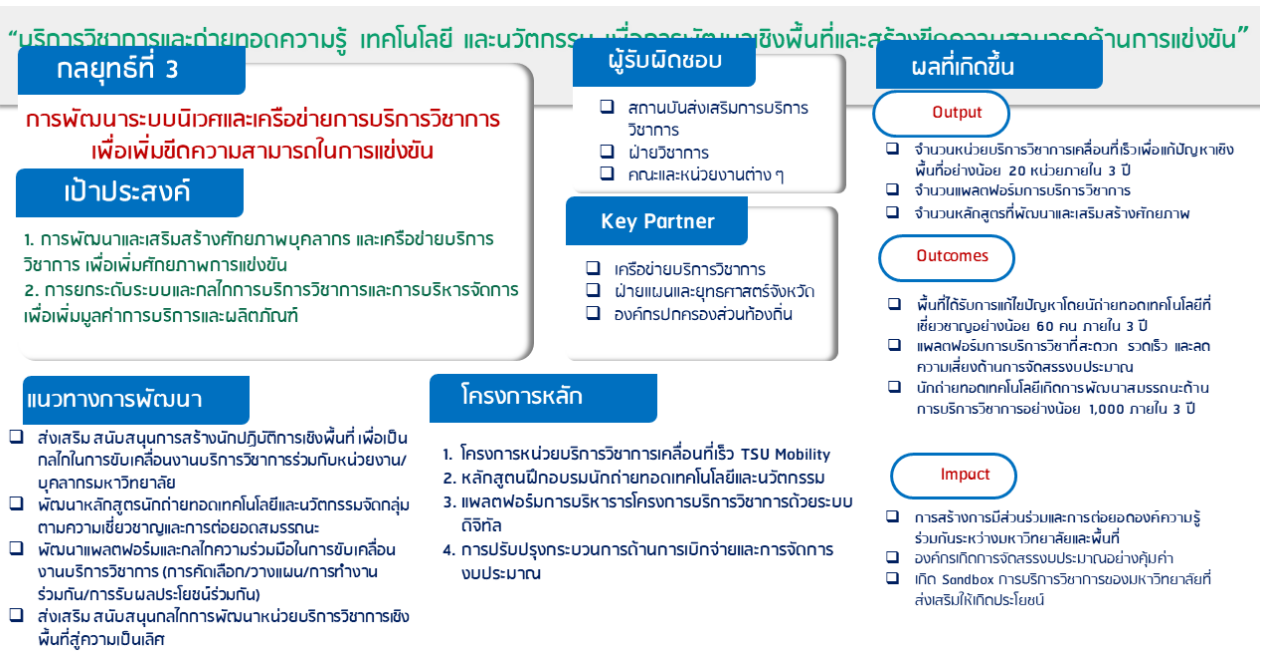 “บริการวิชาการและถ่ายทอดความรู้ เทคโนโลยี และนวัตกรรม เพื่อการพัฒนาเชิงพื้นที่และสร้างขีดความสามารถด้านการแข่งขัน”
กลยุทธ์ที่ 3
การพัฒนาระบบนิเวศและเครือข่ายการบริการวิชาการ
เพื่อเพิ่มขีดความสามารถในการแข่งขัน
เป้าประสงค์
1. การพัฒนาและเสริมสร้างศักยภาพบุคลากร และเครือข่ายบริการ
วิชาการ เพื่อเพิ่มศักยภาพการแข่งขัน
2. การยกระดับระบบและกลไกการบริการวิชาการและการบริหารจัดการ
เพื่อเพิ่มมูลค่าการบริการและผลิตภัณฑ์
ผู้รับผิดชอบ
สถานบันส่งเสริมการบริการ
วิชาการ
ฝ่ายวิชาการ
คณะและหน่วยงานต่าง ๆ
Key Partner
เครือข่ายบริการวิชาการ
ฝ่ายแผนและยุทธศาสตร์จังหวัด
องค์กรปกครองส่วนท้องถิ่น
แนวทางการพัฒนา
ส่งเสริม สนับสนุนการสร้างนักปฏิบัติการเชิงพื้นที่ เพื่อเป็น
กลไกในการขับเคลื่อนงานบริการวิชาการร่วมกับหน่วยงาน/
บุคลากรมหาวิทยาลัย
พัฒนาหลักสูตรนักถ่ายทอดเทคโนโลยีและนวัตกรรมจัดกลุ่ม
ตามความเชี่ยวชาญและการต่อยอดสมรรถนะ
พัฒนาแพลตฟอร์มและกลไกความร่วมมือในการขับเคลื่อน
งานบริการวิชาการ (การคัดเลือก/วางแผน/การทำงาน
ร่วมกัน/การรับผลประโยชน์ร่วมกัน)
ส่งเสริม สนับสนุนกลไกการพัฒนาหน่วยบริการวิชาการเชิง
พื้นที่สู่ความเป็นเลิศ
โครงการหลัก
1. โครงการหน่วยบริการวิชาการเคลื่อนที่เร็ว TSU Mobility
2. หลักสูตนฝึกอบรมนักถ่ายทอดเทคโนโลยีและนวัตกรรม
3. แพลตฟอร์มการบริหารารโครงการบริการวิชาการด้วยระบบ
ดิจิทัล
4. การปรับปรุงกระบวนการด้านการเบิกจ่ายและการจัดการ
งบประมาณ
ผลที่เกิดขึ้น
Output
จำนวนหน่วยบริการวิชาการเคลื่อนที่เร็วเพื่อแก้ปัญหาเชิง
พื้นที่อย่างน้อย 20 หน่วยภายใน 3 ปี
จำนวนแพลตฟอร์มการบริการวิชาการ
จำนวนหลักสูตรที่พัฒนาและเสริมสร้างศักยภาพ
Outcomes
พื้นที่ได้รับการแก้ไขปัญหาโดยนัถ่ายทอดเทคโนโลยีที่
เชี่ยวชาญอย่างน้อย 60 คน ภายใน 3 ปี
แพลตฟอร์มการบริการวิชาที่สะดวก รวดเร็ว และลด
ความเสี่ยงด้านการจัดสรรงบประมาณ
นักถ่ายทอดเทคโนโลยีเกิดการพัฒนาสมรรถนะด้าน
การบริการวิชาการอย่างน้อย 1,000 ภายใน 3 ปี
Impact
การสร้างการมีส่วนร่วมและการต่อยอดองค์ความรู้
ร่วมกันระหว่างมหาวิทยาลัยและพื้นที่
องค์กรเกิดการจัดสรรงบประมาณอย่างคุ้มค่า
เกิด Sandbox การบริการวิชาการของมหาวิทยาลัยที่
ส่งเสริมให้เกิดประโยชน์